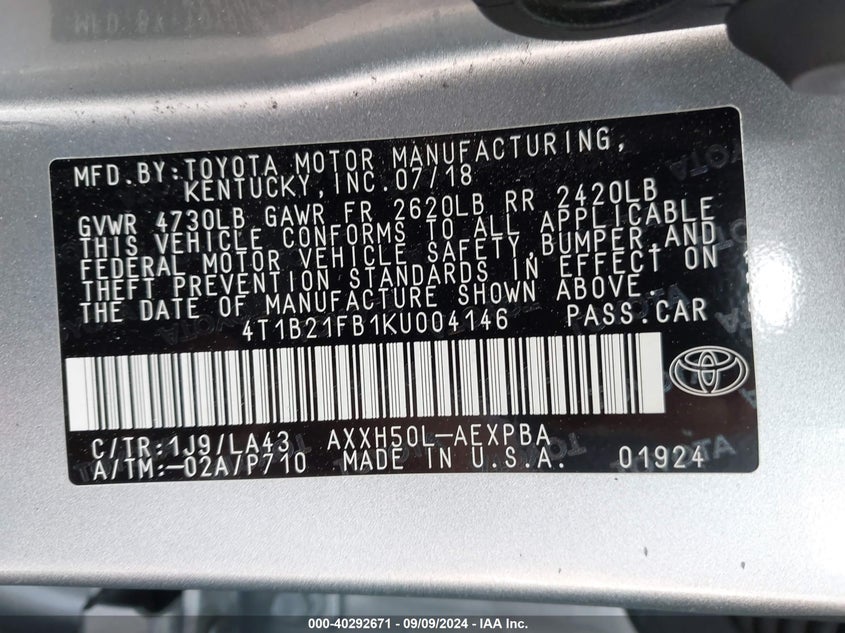 MFD.BY:TOYOTA MOTOR MANUFACTURING,
KENTUCKY,INC.07/18
GVWR 4730LB GAWR FR 2620LB RR 2420LB
THIS VEHICLE CONFORMS TO ALL APPLICABLE
FEDERAL MOTOR VEHICLE SAFETY,BUMPER,AND
THEFT PREVENTION STANDARDS IN EFFECT ON
THE DATE OF MANUFACTURE SHOWN ABOVE.
4T1B21FB1KU004146 PASS.CAR
C/TR:1J9/LA43 AXXH50L-AEXPBA
A/TM:-02A/P710 MADE IN U.S.A. 01924
000-40292671 - 09/09/2024 - © IAA Inc.